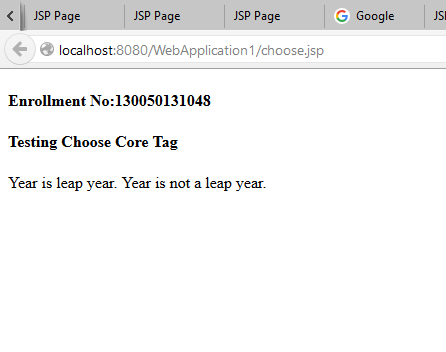 JSP Page JSP Page JSP Page Google JS
localhost:8080/WebApplication1/choose.jsp
Enrollment No:130050131048
Testing Choose Core Tag
Year is leap year. Year is not a leap year.